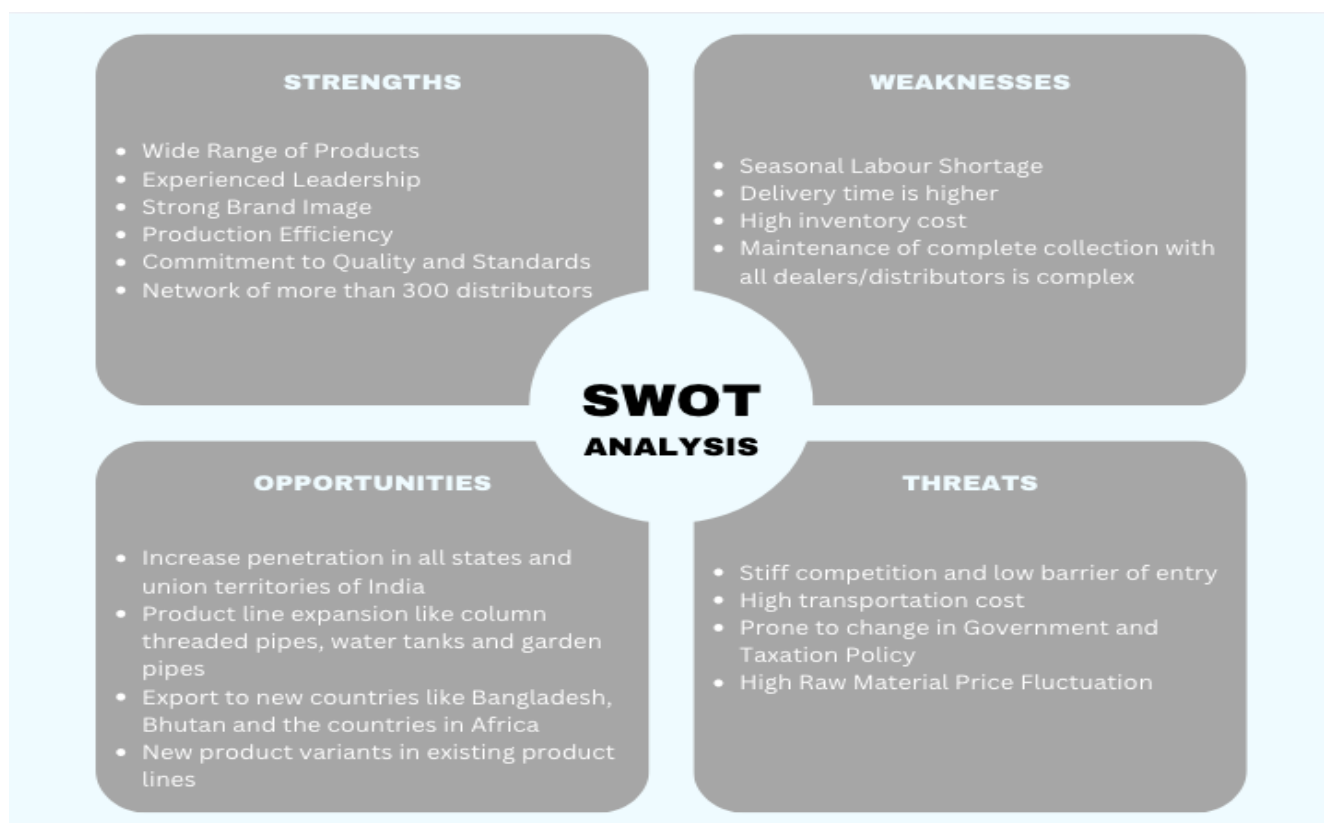 STRENGTHS
• Wide Range of Products
• Experienced Leadership
• Strong Brand Image
• Production Efficiency
• Commitment to Quality and Standards
• Network of more than 300 distributors
WEAKNESSES
• Seasonal Labour Shortage
• Delivery time is higher
• High inventory cost
• Maintenance of complete collection with
all dealers/distributors is complex
SWOT
ANALYSIS
OPPORTUNITIES
• Increase penetration in all states and
union territories of India
• Product line expansion like column
threaded pipes, water tanks and garden
pipes
• Export to new countries like Bangladesh,
Bhutan and the countries in Africa
• New product variants in existing product
lines
THREATS
• Stiff competition and low barrier of entry
• High transportation cost
• Prone to change in Government and
Taxation Policy
• High Raw Material Price Fluctuation